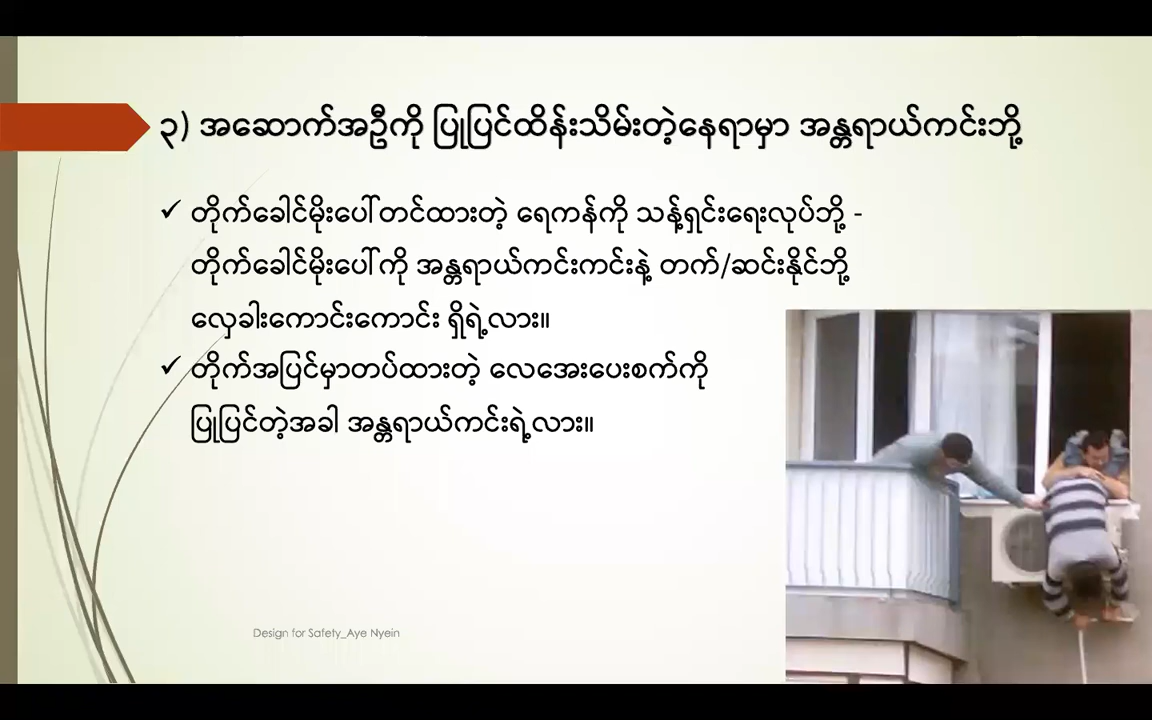 ၃) အဆောက်အဦကို ပြုပြင်ထိန်းသိမ်းတဲ့နေရာမှာ အန္တရာယ်ကင်းဘို့
✓ တိုက်ခေါင်မိုးပေါ်တင်ထားတဲ့ ရေကန်ကို သန့်ရှင်းရေးလုပ်ဘို့ -
တိုက်ခေါင်မိုးပေါ်ကို အန္တရာယ်ကင်းကင်းနဲ့ တက်/ဆင်းနိုင်ဘို့
လှေခါးကောင်းကောင်း ရှိရဲ့လား။
✓ တိုက်အပြင်မှာတပ်ထားတဲ့ လေအေးပေးစက်ကို
ပြုပြင်တဲ့အခါ အန္တရာယ်ကင်းရဲ့လား။
Design for Safety_Aye Nyein